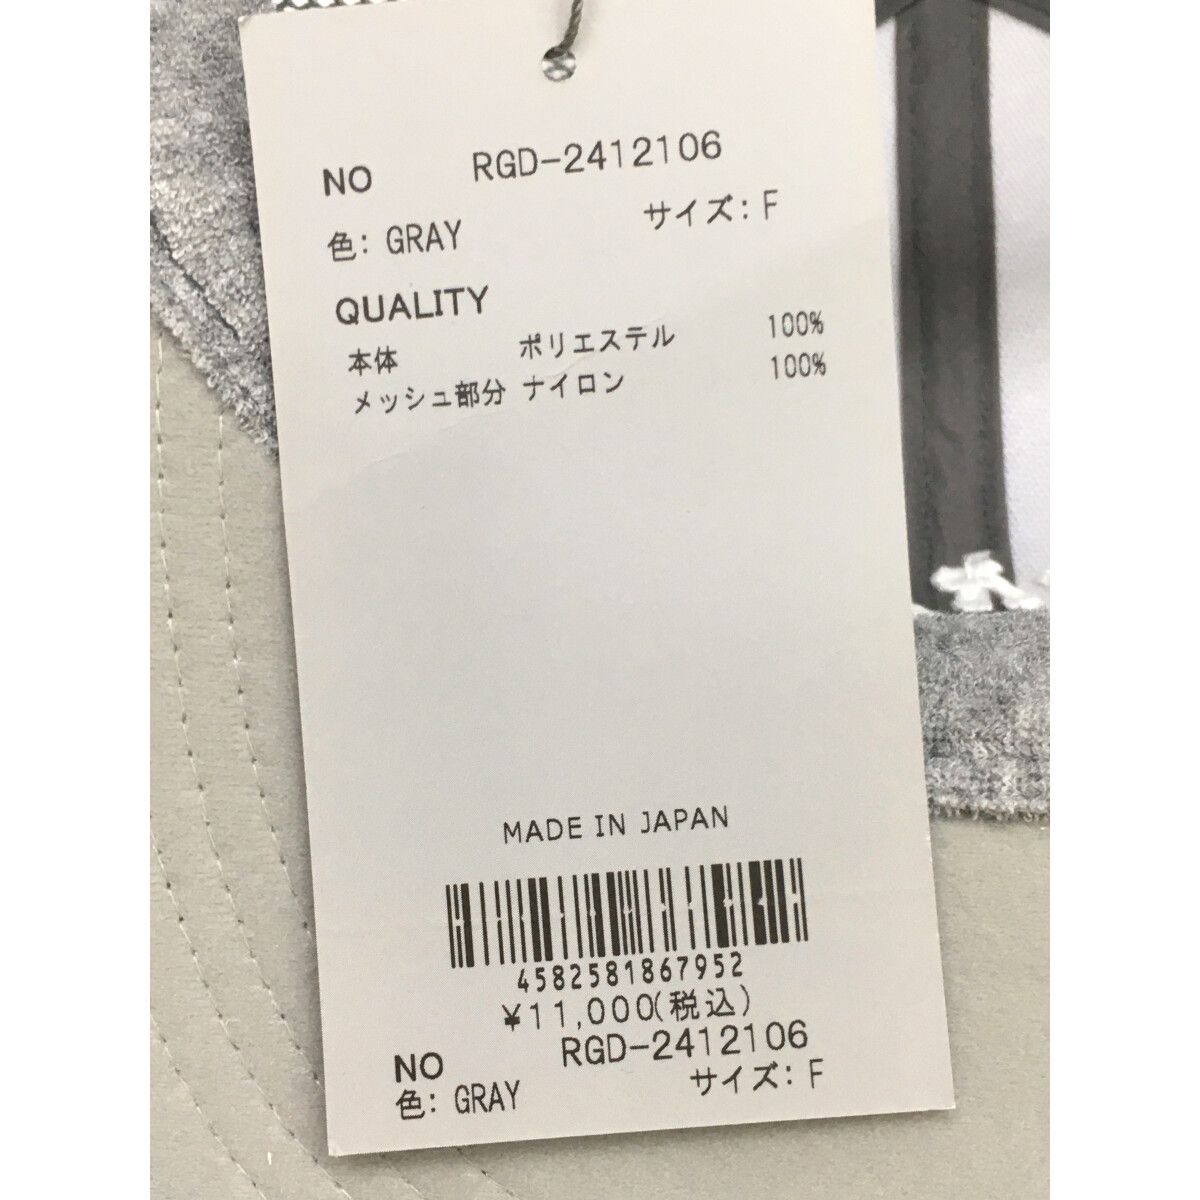 NO RGD-2412106
色: GRAY サイズ: F
QUALITY
本体 ポリエステル 100%
メッシュ部分 ナイロン 100%
MADE IN JAPAN
4582581867952
¥11,000(税込)
NO RGD-2412106
色: GRAY サイズ: F